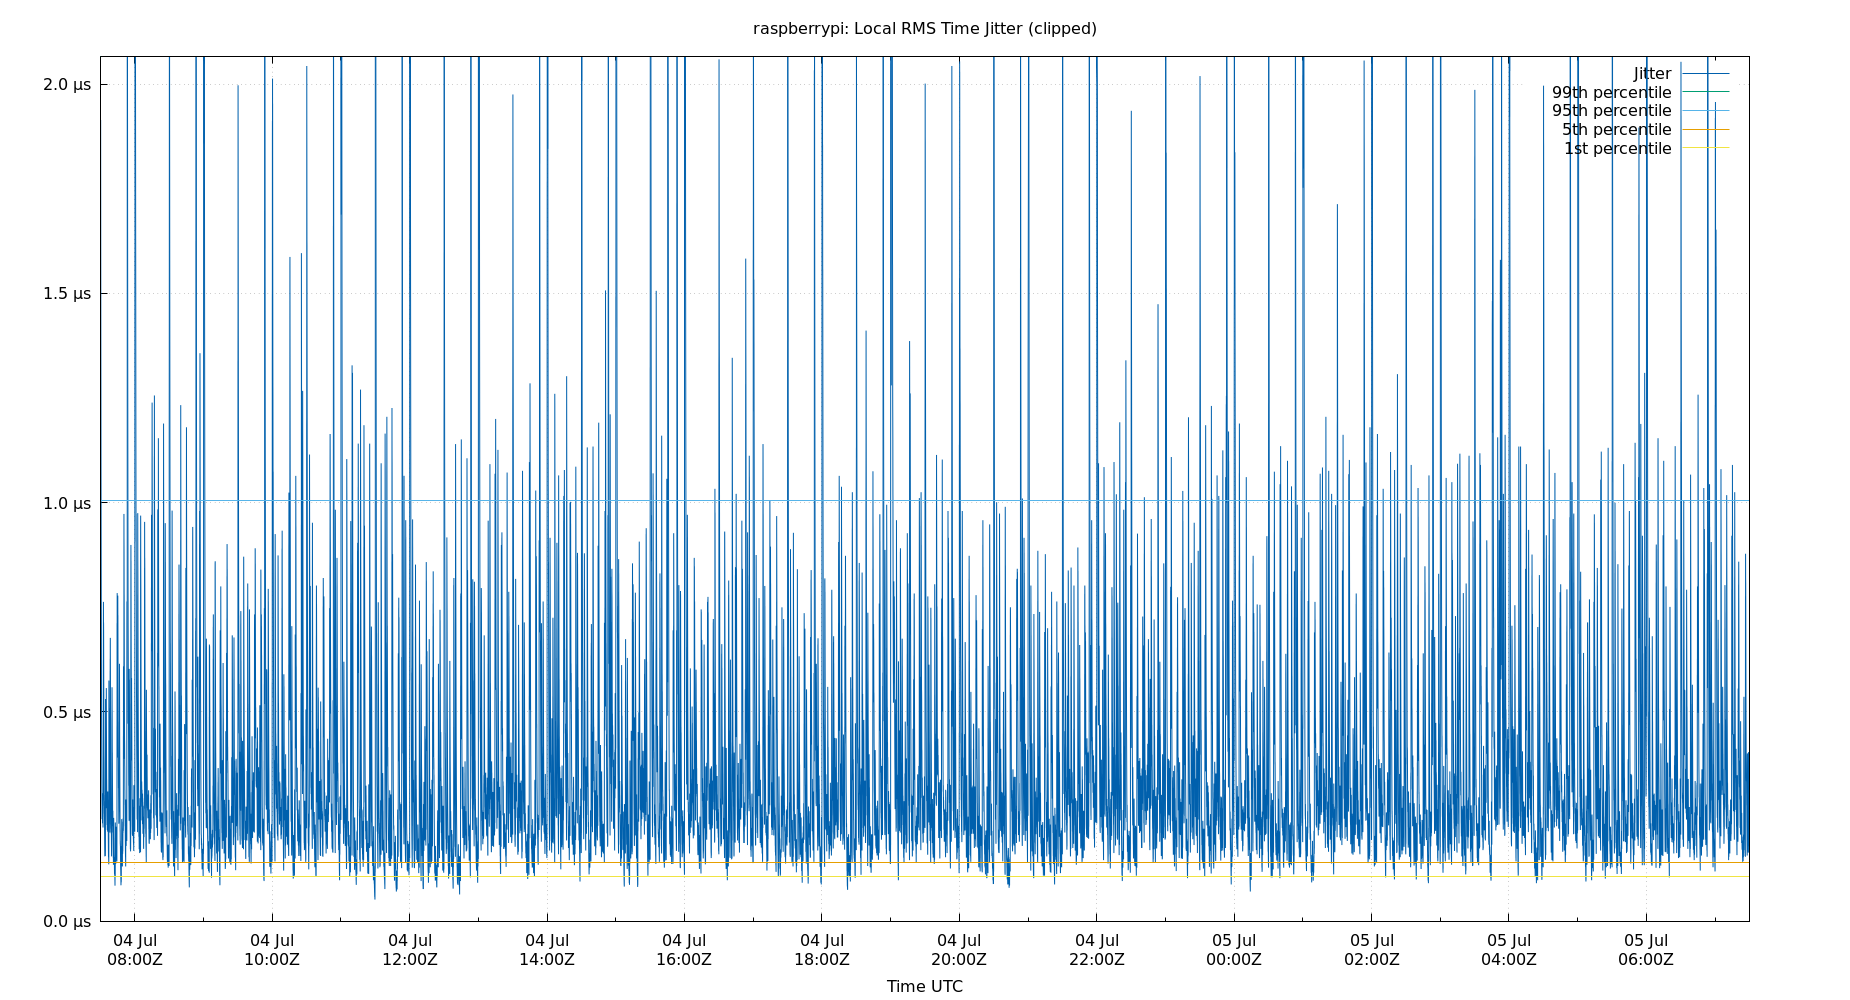 raspberrypi: Local RMS Time Jitter (clipped)
2.0 µs
1.5 µs
1.0 µs
0.5 µs
0.0 µs
Jitter
99th percentile
95th percentile
5th percentile
1st percentile
04 Jul 04 Jul 04 Jul 04 Jul 04 Jul 04 Jul 04 Jul 04 Jul 05 Jul 05 Jul 05 Jul 05 Jul
08:00Z 10:00Z 12:00Z 14:00Z 16:00Z 18:00Z 20:00Z 22:00Z 00:00Z 02:00Z 04:00Z 06:00Z
Time UTC